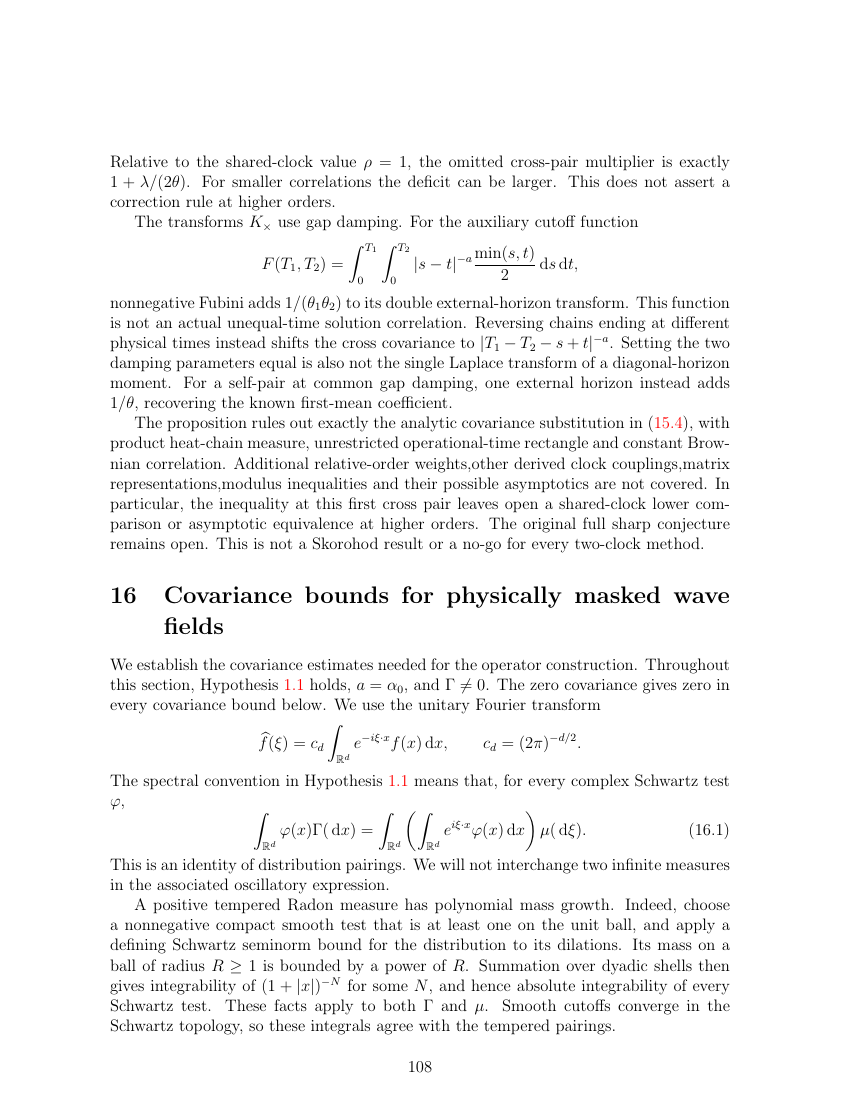 Relative to the shared-clock value ρ = 1, the omitted cross-pair multiplier is exactly
1 + λ/(2θ). For smaller correlations the deficit can be larger. This does not assert a
correction rule at higher orders.
The transforms K× use gap damping. For the auxiliary cutoff function
F(T₁, T₂) = ∫₀^{T₁} ∫₀^{T₂} |s − t|^{−a} min(s, t)/2 ds dt,
nonnegative Fubini adds 1/(θ₁θ₂) to its double external-horizon transform. This function
is not an actual unequal-time solution correlation. Reversing chains ending at different
physical times instead shifts the cross covariance to |T₁ − T₂ − s + t|^{−a}. Setting the two
damping parameters equal is also not the single Laplace transform of a diagonal-horizon
moment. For a self-pair at common gap damping, one external horizon instead adds
1/θ, recovering the known first-mean coefficient.
The proposition rules out exactly the analytic covariance substitution in (15.4), with
product heat-chain measure, unrestricted operational-time rectangle and constant Brow-
nian correlation. Additional relative-order weights,other derived clock couplings,matrix
representations,modulus inequalities and their possible asymptotics are not covered. In
particular, the inequality at this first cross pair leaves open a shared-clock lower com-
parison or asymptotic equivalence at higher orders. The original full sharp conjecture
remains open. This is not a Skorohod result or a no-go for every two-clock method.
16 Covariance bounds for physically masked wave
fields
We establish the covariance estimates needed for the operator construction. Throughout
this section, Hypothesis 1.1 holds, a = α₀, and Γ ≠ 0. The zero covariance gives zero in
every covariance bound below. We use the unitary Fourier transform
f̂(ξ) = c_d ∫_{ℝ^d} e^{−iξ·x} f(x) dx, c_d = (2π)^{−d/2}.
The spectral convention in Hypothesis 1.1 means that, for every complex Schwartz test
φ,
∫_{ℝ^d} φ(x)Γ( dx) = ∫_{ℝ^d} (∫_{ℝ^d} e^{iξ·x} φ(x) dx) μ( dξ). (16.1)
This is an identity of distribution pairings. We will not interchange two infinite measures
in the associated oscillatory expression.
A positive tempered Radon measure has polynomial mass growth. Indeed, choose
a nonnegative compact smooth test that is at least one on the unit ball, and apply a
defining Schwartz seminorm bound for the distribution to its dilations. Its mass on a
ball of radius R ≥ 1 is bounded by a power of R. Summation over dyadic shells then
gives integrability of (1 + |x|)^{−N} for some N, and hence absolute integrability of every
Schwartz test. These facts apply to both Γ and μ. Smooth cutoffs converge in the
Schwartz topology, so these integrals agree with the tempered pairings.
108